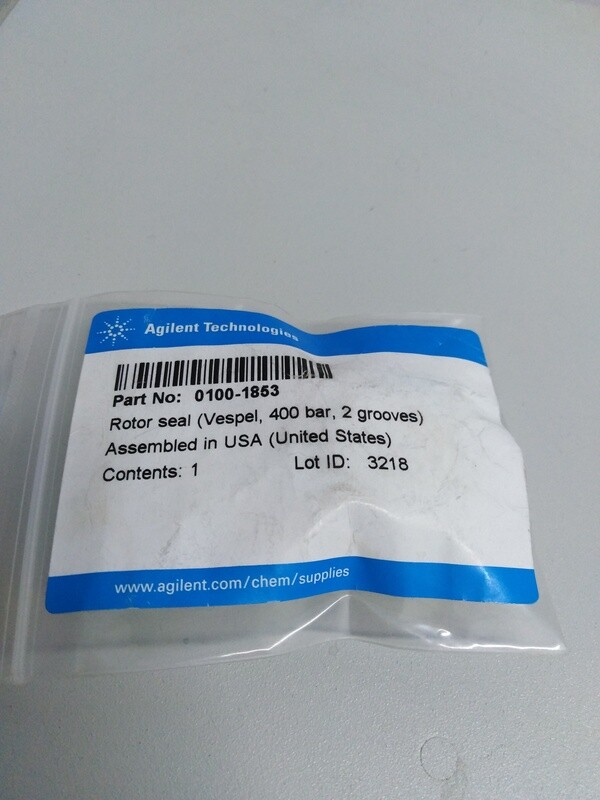 Agilent Technologies
Part No: 0100-1853
Rotor seal (Vespel, 400 bar, 2 grooves)
Assembled in USA (United States)
Contents: 1 Lot ID: 3218
www.agilent.com/chem/supplies